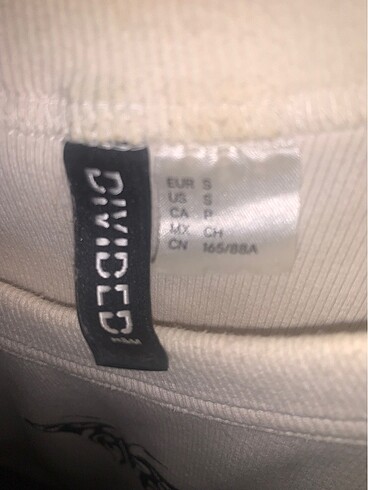 DIVIDED
H&M
EUR S
US S
CA P
MX CH
CN 165/88A